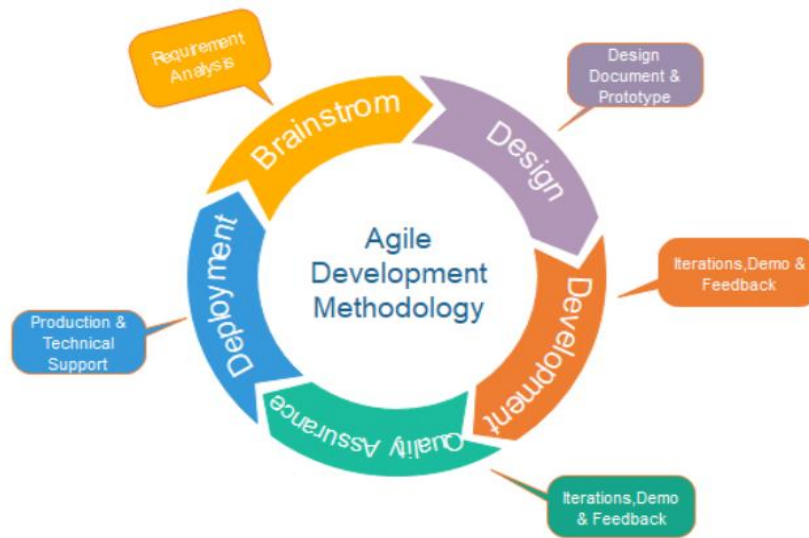 Requirement
Analysis
Brainstrom
Design
Document &
Prototype
Design
Agile
Development
Methodology
Iterations,Demo &
Feedback
Development
Production &
Technical
Support
Deployment
Quality Assurance
Iterations,Demo
& Feedback